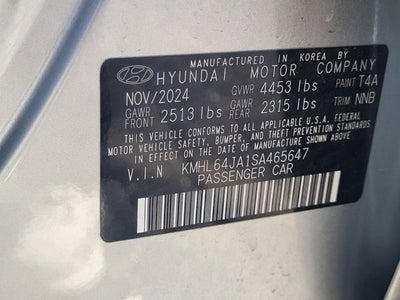 MANUFACTURED IN KOREA BY
HYUNDAI MOTOR COMPANY
NOV/2024 GVWR 4453 lbs PAINT T4A
GAWR FRONT 2513 lbs GAWR REAR 2315 lbs TRIM NNB
THIS VEHICLE CONFORMS TO ALL APPLICABLE U.S.A. FEDERAL
MOTOR VEHICLE SAFETY, BUMPER, AND THEFT PREVENTION
STANDARDS IN EFFECT ON THE DATE OF MANUFACTURE SHOWN ABOVE.
V.I.N KMHL64JA1SA465647
PASSENGER CAR